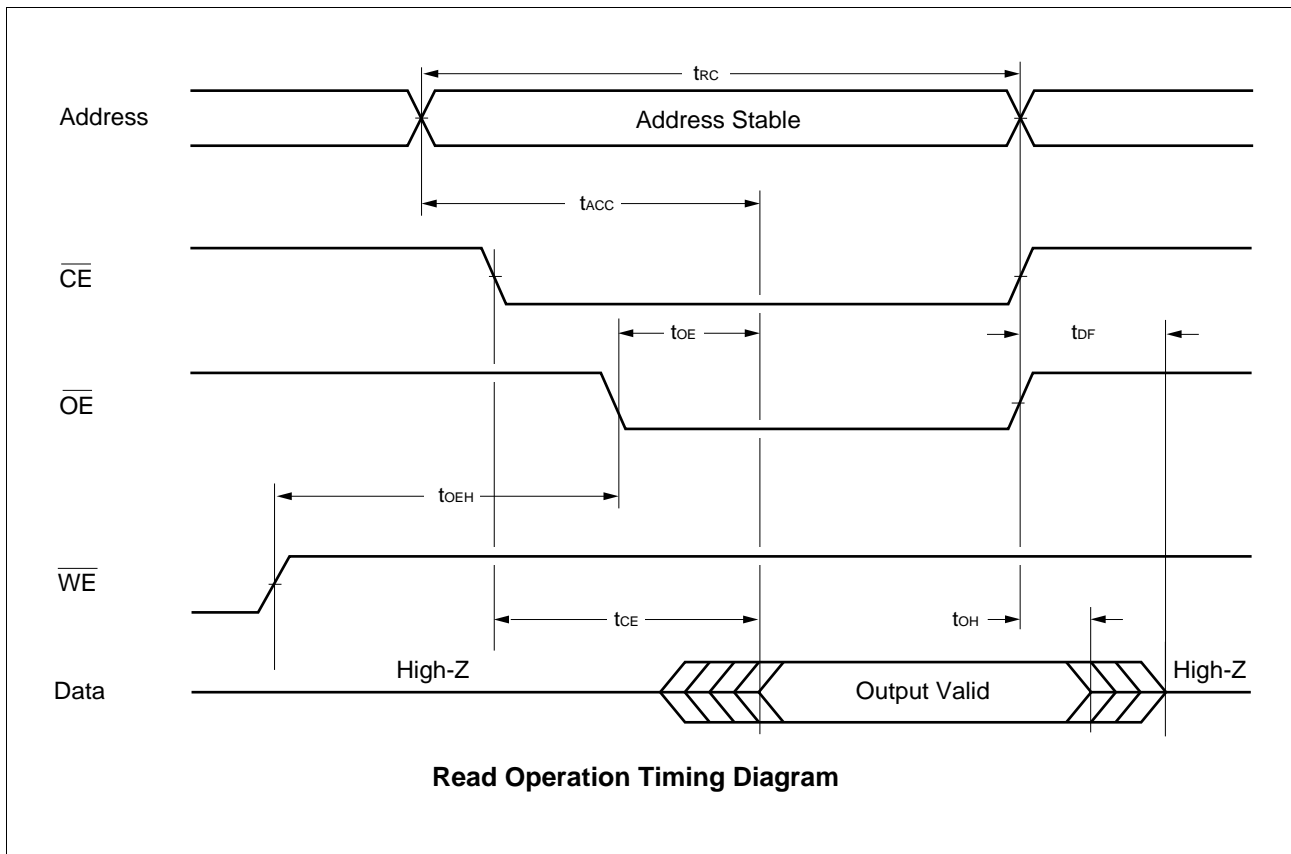 tRC
Address
Address Stable
tACC
CE
tOE
tDF
OE
tOEH
WE
tCE
tOH
High-Z
High-Z
Data
Output Valid
Read Operation Timing Diagram